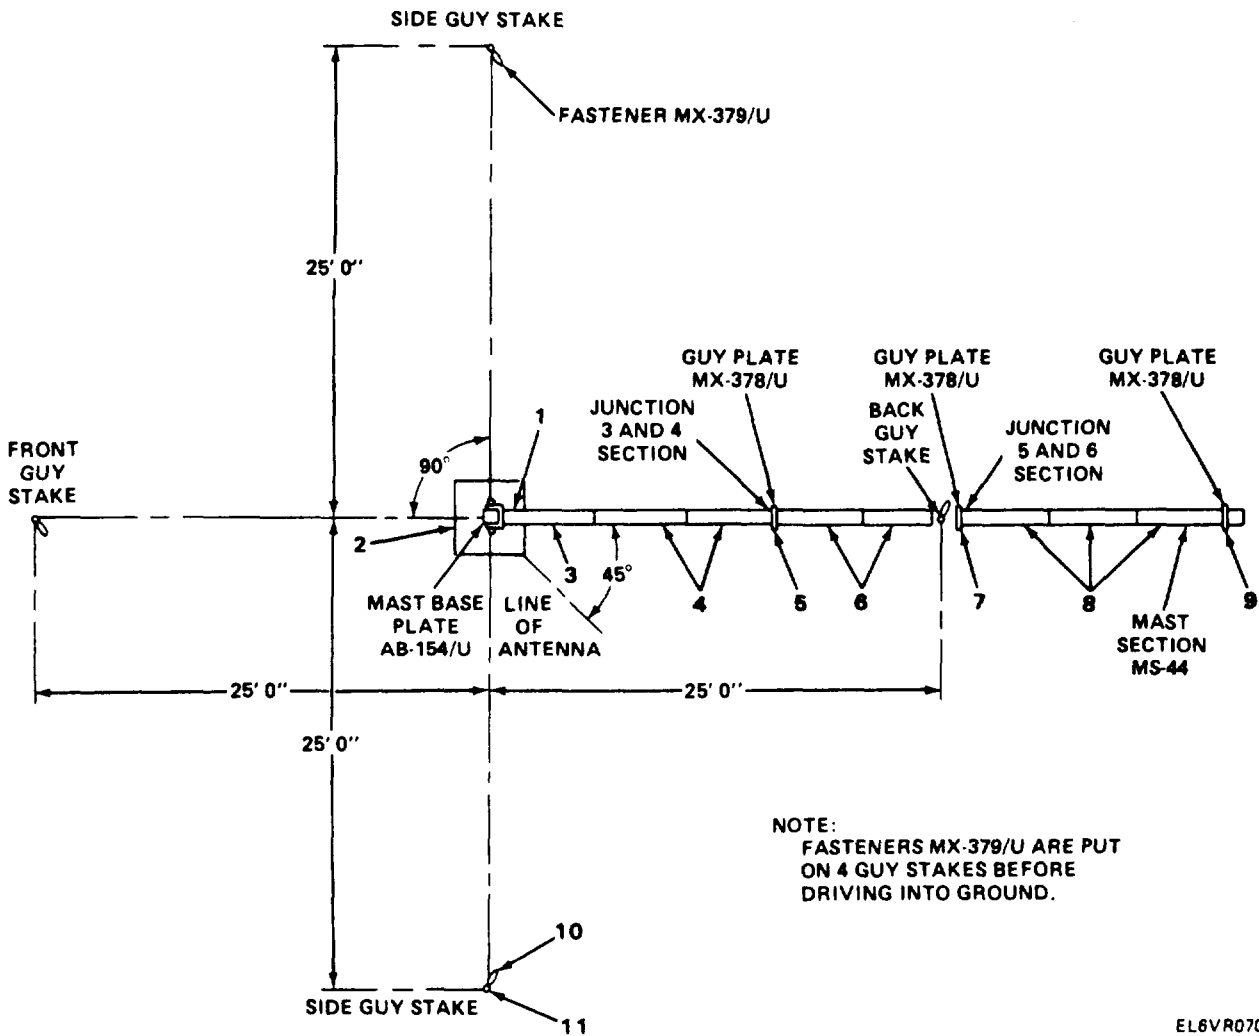 SIDE GUY STAKE
FASTENER MX-379/U
25' 0"
GUY PLATE
MX-378/U
GUY PLATE
MX-378/U
GUY PLATE
MX-378/U
JUNCTION
3 AND 4
SECTION
BACK
GUY
STAKE
JUNCTION
5 AND 6
SECTION
1
FRONT
GUY
STAKE
90°
2
3
45°
4
5
6
7
8
9
MAST BASE
PLATE
AB-154/U
LINE
OF
ANTENNA
MAST
SECTION
MS-44
25' 0"
25' 0"
25' 0"
NOTE:
FASTENERS MX-379/U ARE PUT
ON 4 GUY STAKES BEFORE
DRIVING INTO GROUND.
10
SIDE GUY STAKE
11